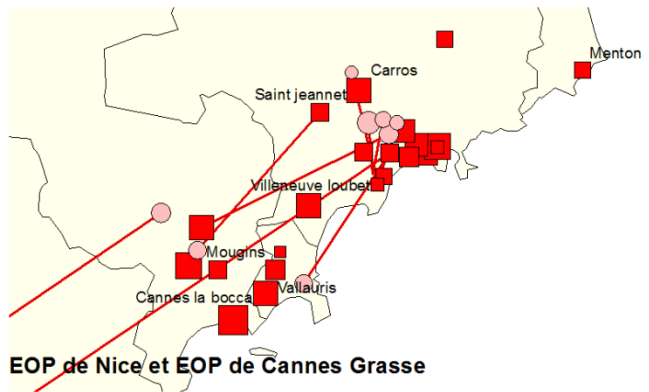 Menton
Carros
Saint jeannet
Villeneuve loubet
Mougins
Cannes la bocca
Vallauris
EOP de Nice et EOP de Cannes Grasse